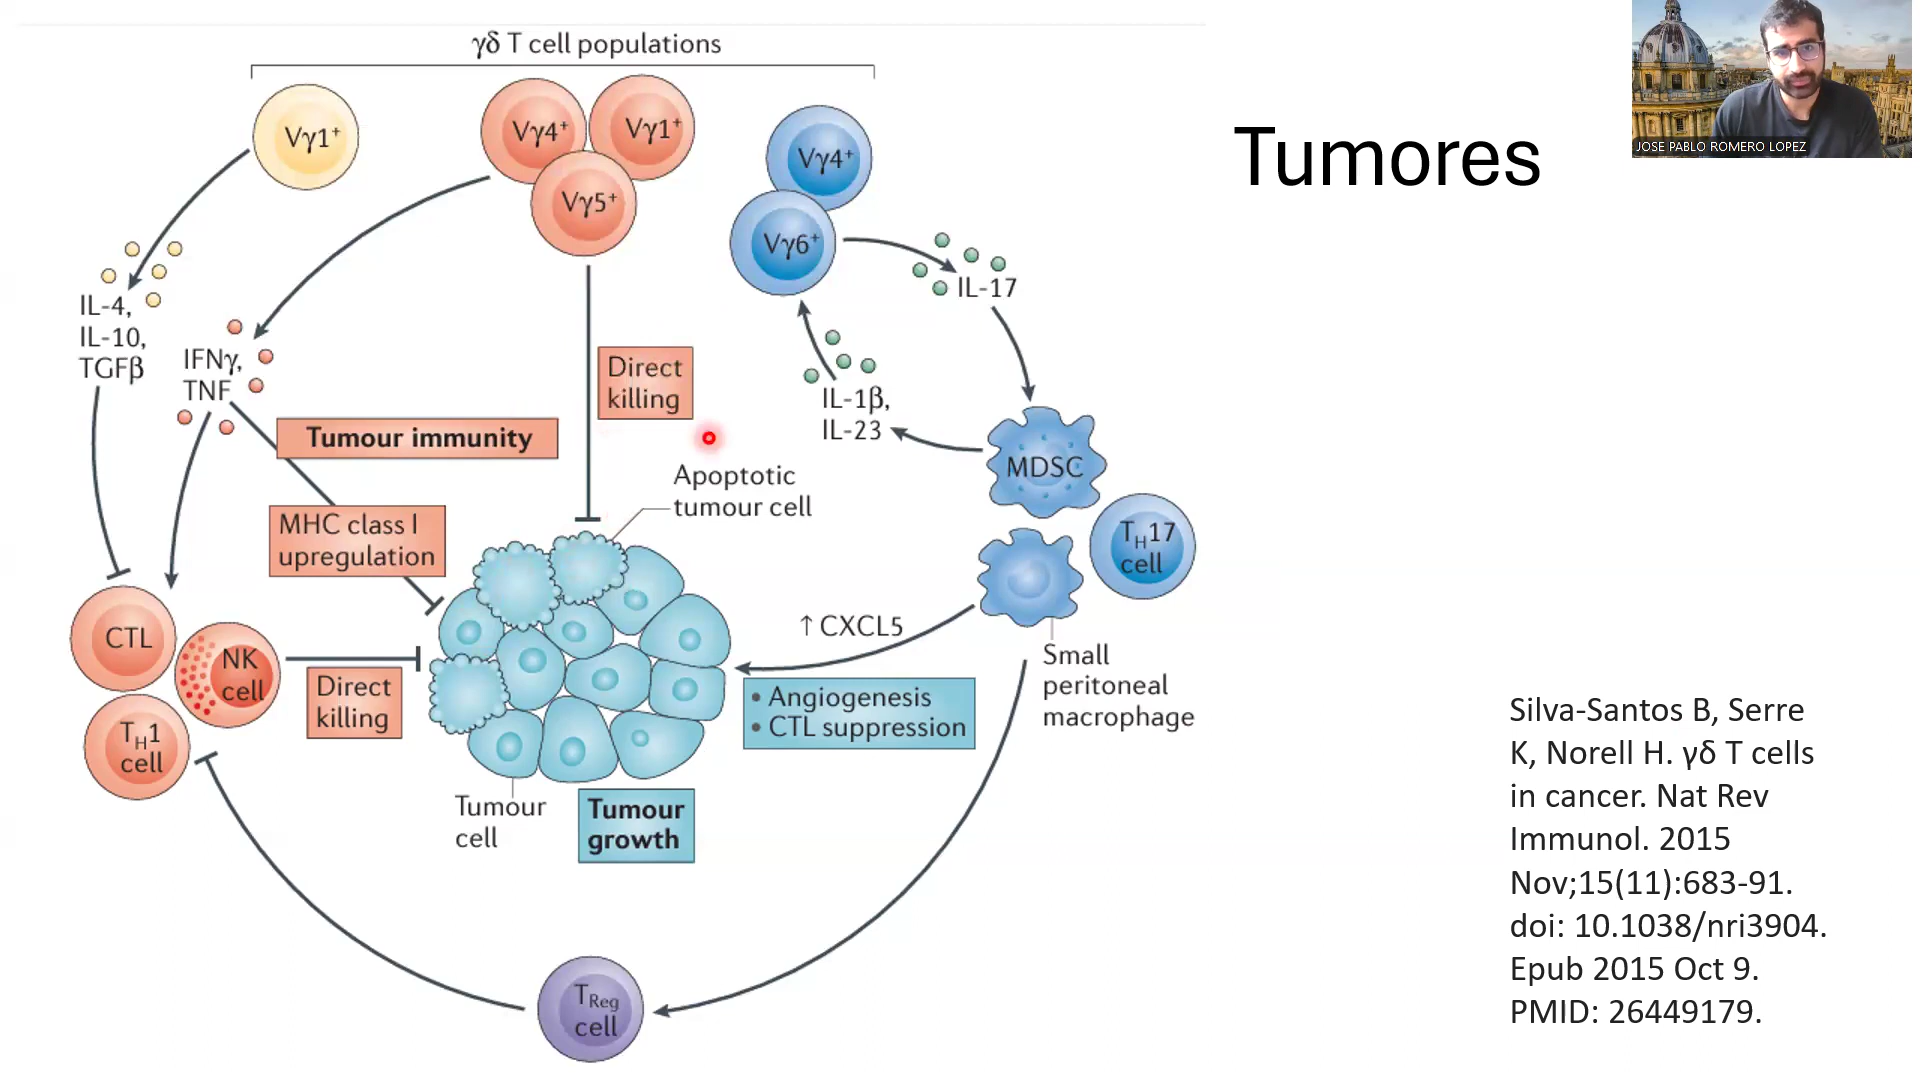 γδ T cell populations
Vγ1+
Vγ4+
Vγ1+
Vγ5+
Vγ4+
Vγ6+
Tumores
JOSE PABLO ROMERO LOPEZ
IL-4,
IL-10,
TGFβ
IFNγ,
TNF
IL-17
Direct
killing
IL-1β,
IL-23
Tumour immunity
Apoptotic
tumour cell
MDSC
MHC class I
upregulation
TH17
cell
CTL
NK
cell
TH1
cell
Direct
killing
↑ CXCL5
• Angiogenesis
• CTL suppression
Small
peritoneal
macrophage
Tumour
cell
Tumour
growth
TReg
cell
Silva-Santos B, Serre
K, Norell H. γδ T cells
in cancer. Nat Rev
Immunol. 2015
Nov;15(11):683-91.
doi: 10.1038/nri3904.
Epub 2015 Oct 9.
PMID: 26449179.